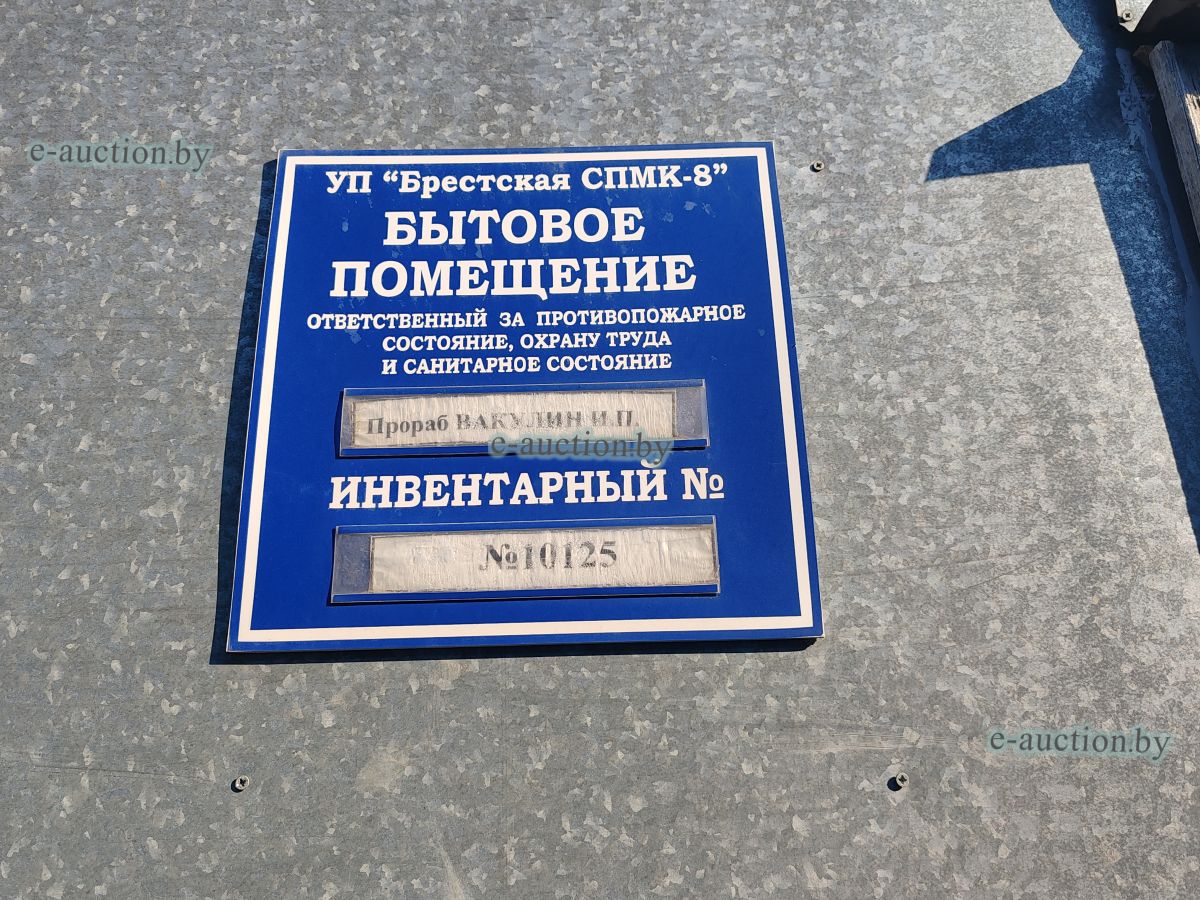 e-auction.by
УП “Брестская СПМК-8”
БЫТОВОЕ
ПОМЕЩЕНИЕ
ОТВЕТСТВЕННЫЙ ЗА ПРОТИВОПОЖАРНОЕ
СОСТОЯНИЕ, ОХРАНУ ТРУДА
И САНИТАРНОЕ СОСТОЯНИЕ
Прораб ВАКУЛИН И.П.
e-auction.by
ИНВЕНТАРНЫЙ №
№10125
e-auction.by